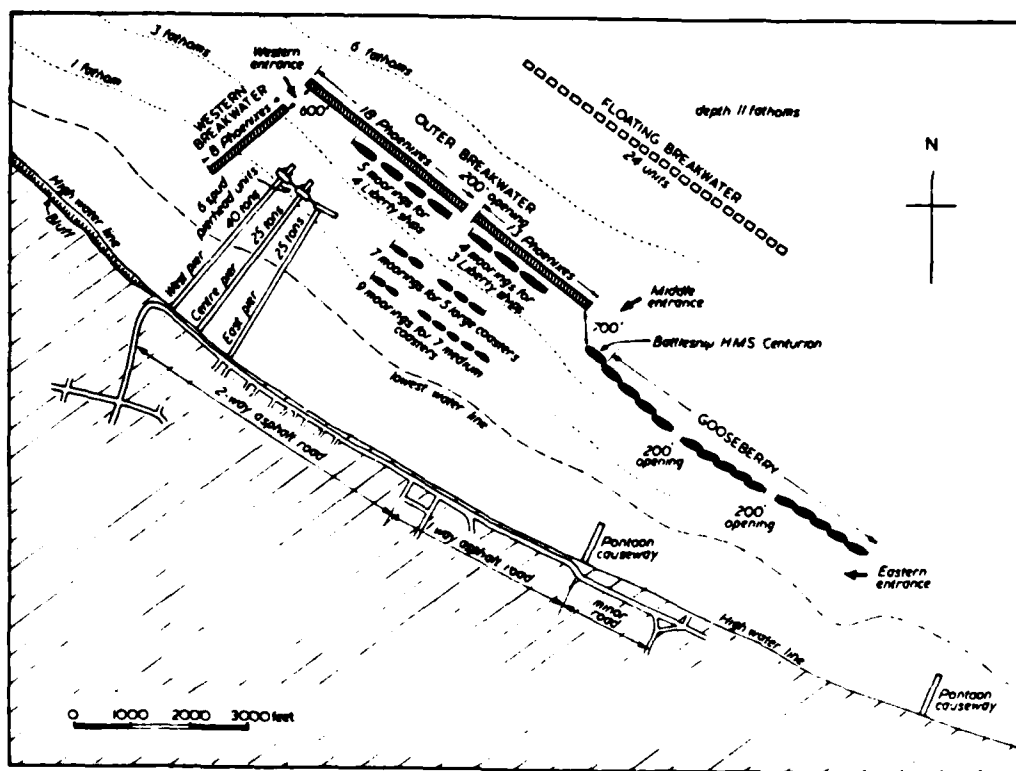 3 fathoms
1 fathom
Western
entrance
6 fathoms
FLOATING BREAKWATER
24 units
depth 11 fathoms
N
WESTERN
BREAKWATER
8 Phoenixes
600'
18 Phoenixes
OUTER BREAKWATER
200' opening
13 Phoenixes
5 moorings for
4 Liberty ships
4 moorings for
3 Liberty ships
7 moorings for 5 large coasters
9 moorings for 7 medium
coasters
High water line
Bluff
6 spud
pierhead units
40 tons
West pier
25 tons
Centre pier
25 tons
East pier
Middle
entrance
700'
Battleship HMS Centurion
GOOSEBERRY
200'
opening
200'
opening
Eastern
entrance
lowest water line
2-way asphalt road
1 way asphalt road
minor
road
Pontoon
causeway
High water
line
Pontoon
causeway
0 1000 2000 3000 feet